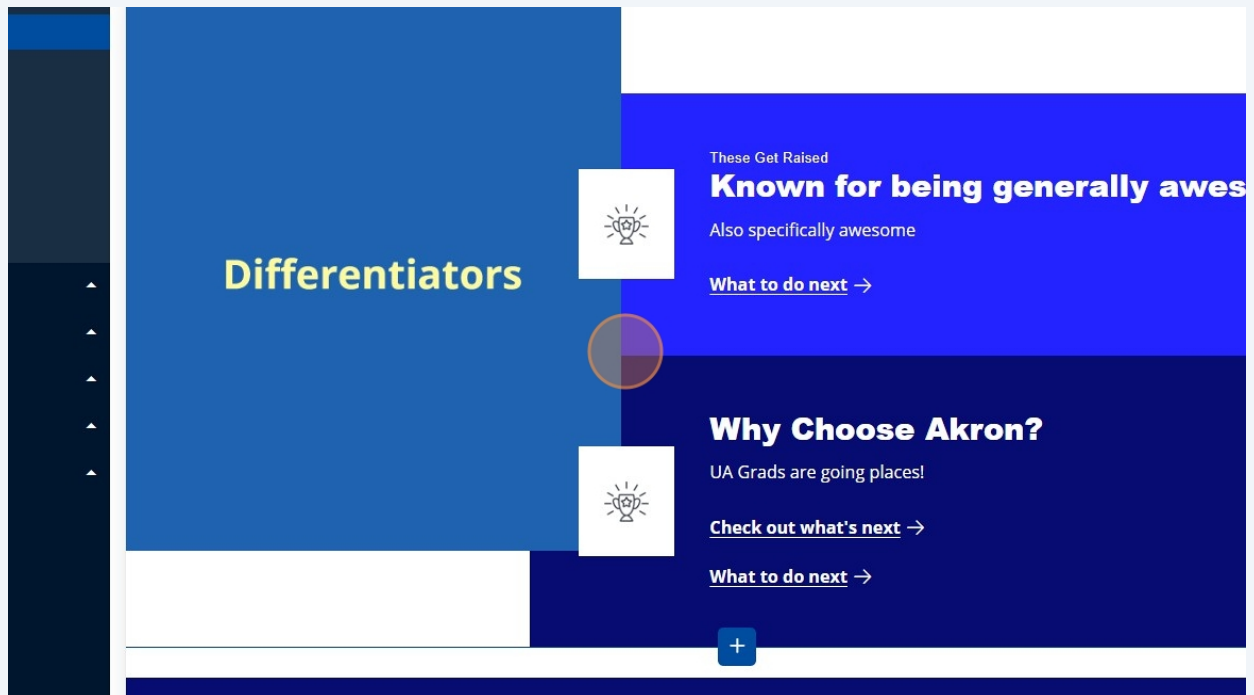 Differentiators
These Get Raised
Known for being generally awes
Also specifically awesome
What to do next →
Why Choose Akron?
UA Grads are going places!
Check out what's next →
What to do next →
+